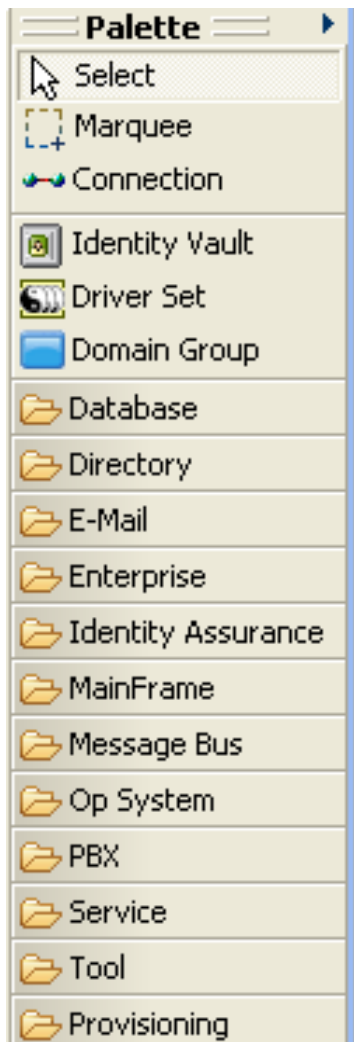 Palette
Select
Marquee
Connection
Identity Vault
Driver Set
Domain Group
Database
Directory
E-Mail
Enterprise
Identity Assurance
MainFrame
Message Bus
Op System
PBX
Service
Tool
Provisioning